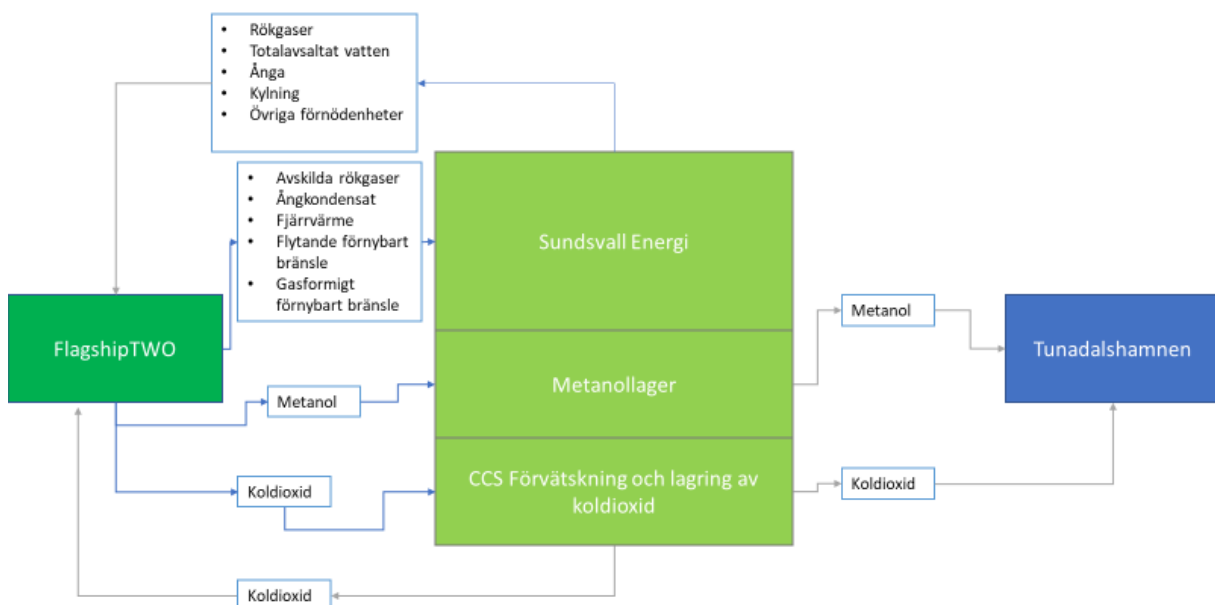 • Rökgaser
• Totalavsaltat vatten
• Ånga
• Kylning
• Övriga förnödenheter
• Avskilda rökgaser
• Ångkondensat
• Fjärrvärme
• Flytande förnybart
bränsle
• Gasformigt
förnybart bränsle
Sundsvall Energi
FlagshipTWO
Metanol
Tunadalshamnen
Metanol
Metanollager
Koldioxid
CCS Förvätskning och lagring av
koldioxid
Koldioxid
Koldioxid